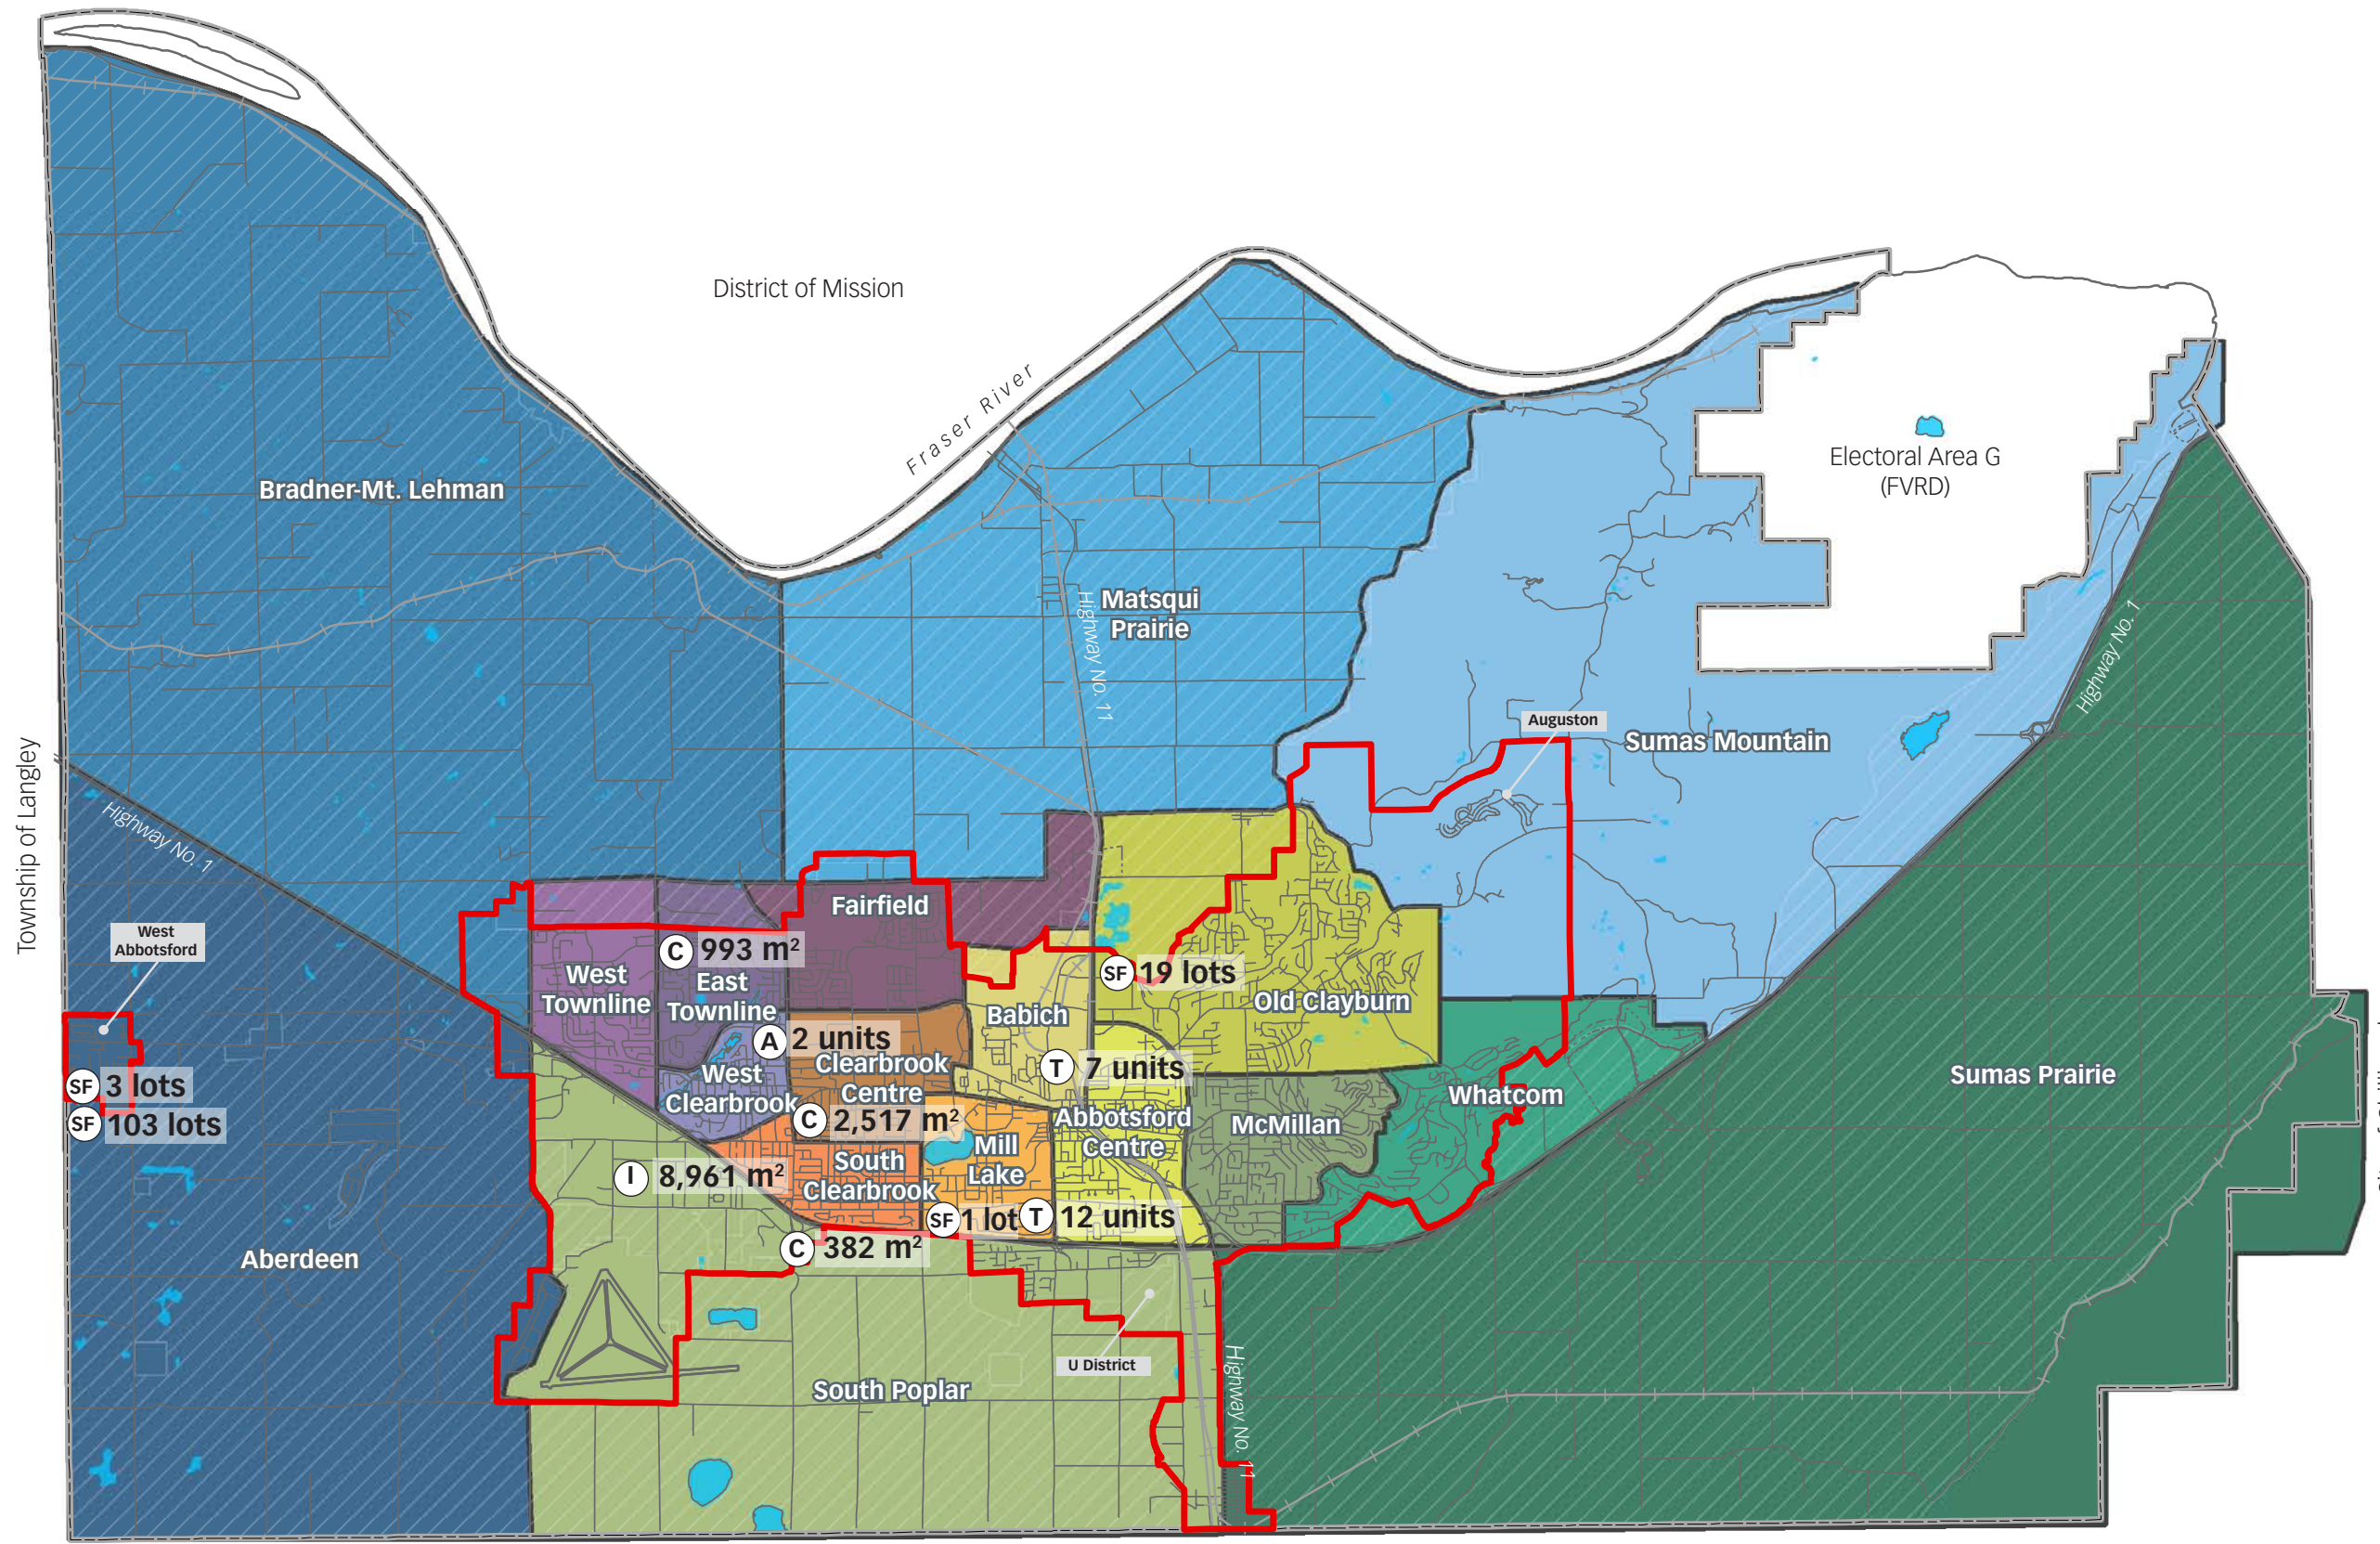 District of Mission
Fraser River
Electoral Area G
(FVRD)
Bradner-Mt. Lehman
Matsqui
Prairie
Highway No. 11
Highway No. 1
Auguston
Sumas Mountain
Township of Langley
Highway No. 1
West
Abbotsford
Fairfield
C 993 m²
West
Townline
East
Townline
SF 19 lots
Old Clayburn
Babich
A 2 units
Clearbrook
Centre
West
Clearbrook
T 7 units
SF 3 lots
SF 103 lots
Sumas Prairie
Whatcom
C 2,517 m²
Abbotsford
Centre
McMillan
Mill
Lake
South
Clearbrook
I 8,961 m²
SF 1 lot
T 12 units
C 382 m²
Aberdeen
U District
South Poplar
Highway No. 11